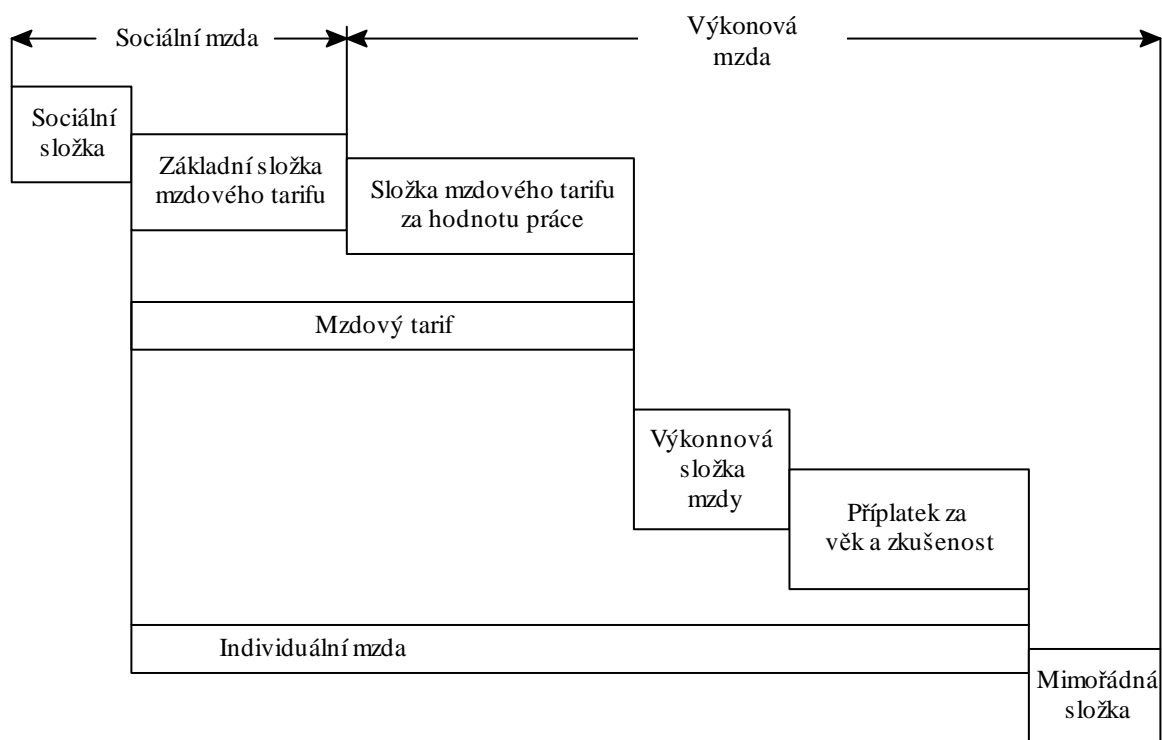 Sociální mzda
Výkonová
mzda
Sociální
složka
Základní složka
mzdového tarifu
Složka mzdového tarifu
za hodnotu práce
Mzdový tarif
Výkonnová
složka
mzdy
Příplatek za
věk a zkušenost
Individuální mzda
Mimořádná
složka